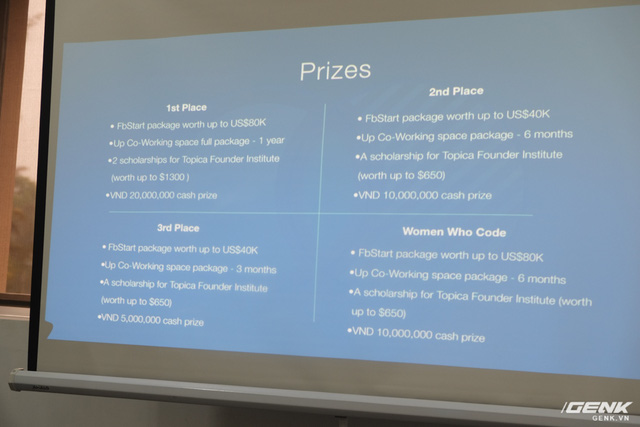 Prizes
1st Place
• FbStart package worth up to US$80K
•Up Co-Working space full package - 1 year
•2 scholarships for Topica Founder Institute
(worth up to $1300 )
•VND 20,000,000 cash prize
2nd Place
• FbStart package worth up to US$40K
•Up Co-Working space package - 6 months
•A scholarship for Topica Founder Institute
(worth up to $650)
•VND 10,000,000 cash prize
3rd Place
• FbStart package worth up to US$40K
•Up Co-Working space package - 3 months
•A scholarship for Topica Founder Institute
(worth up to $650)
•VND 5,000,000 cash prize
Women Who Code
• FbStart package worth up to US$80K
•Up Co-Working space package - 6 months
•A scholarship for Topica Founder Institute (worth
up to $650)
•VND 10,000,000 cash prize
GENK
GENK.VN